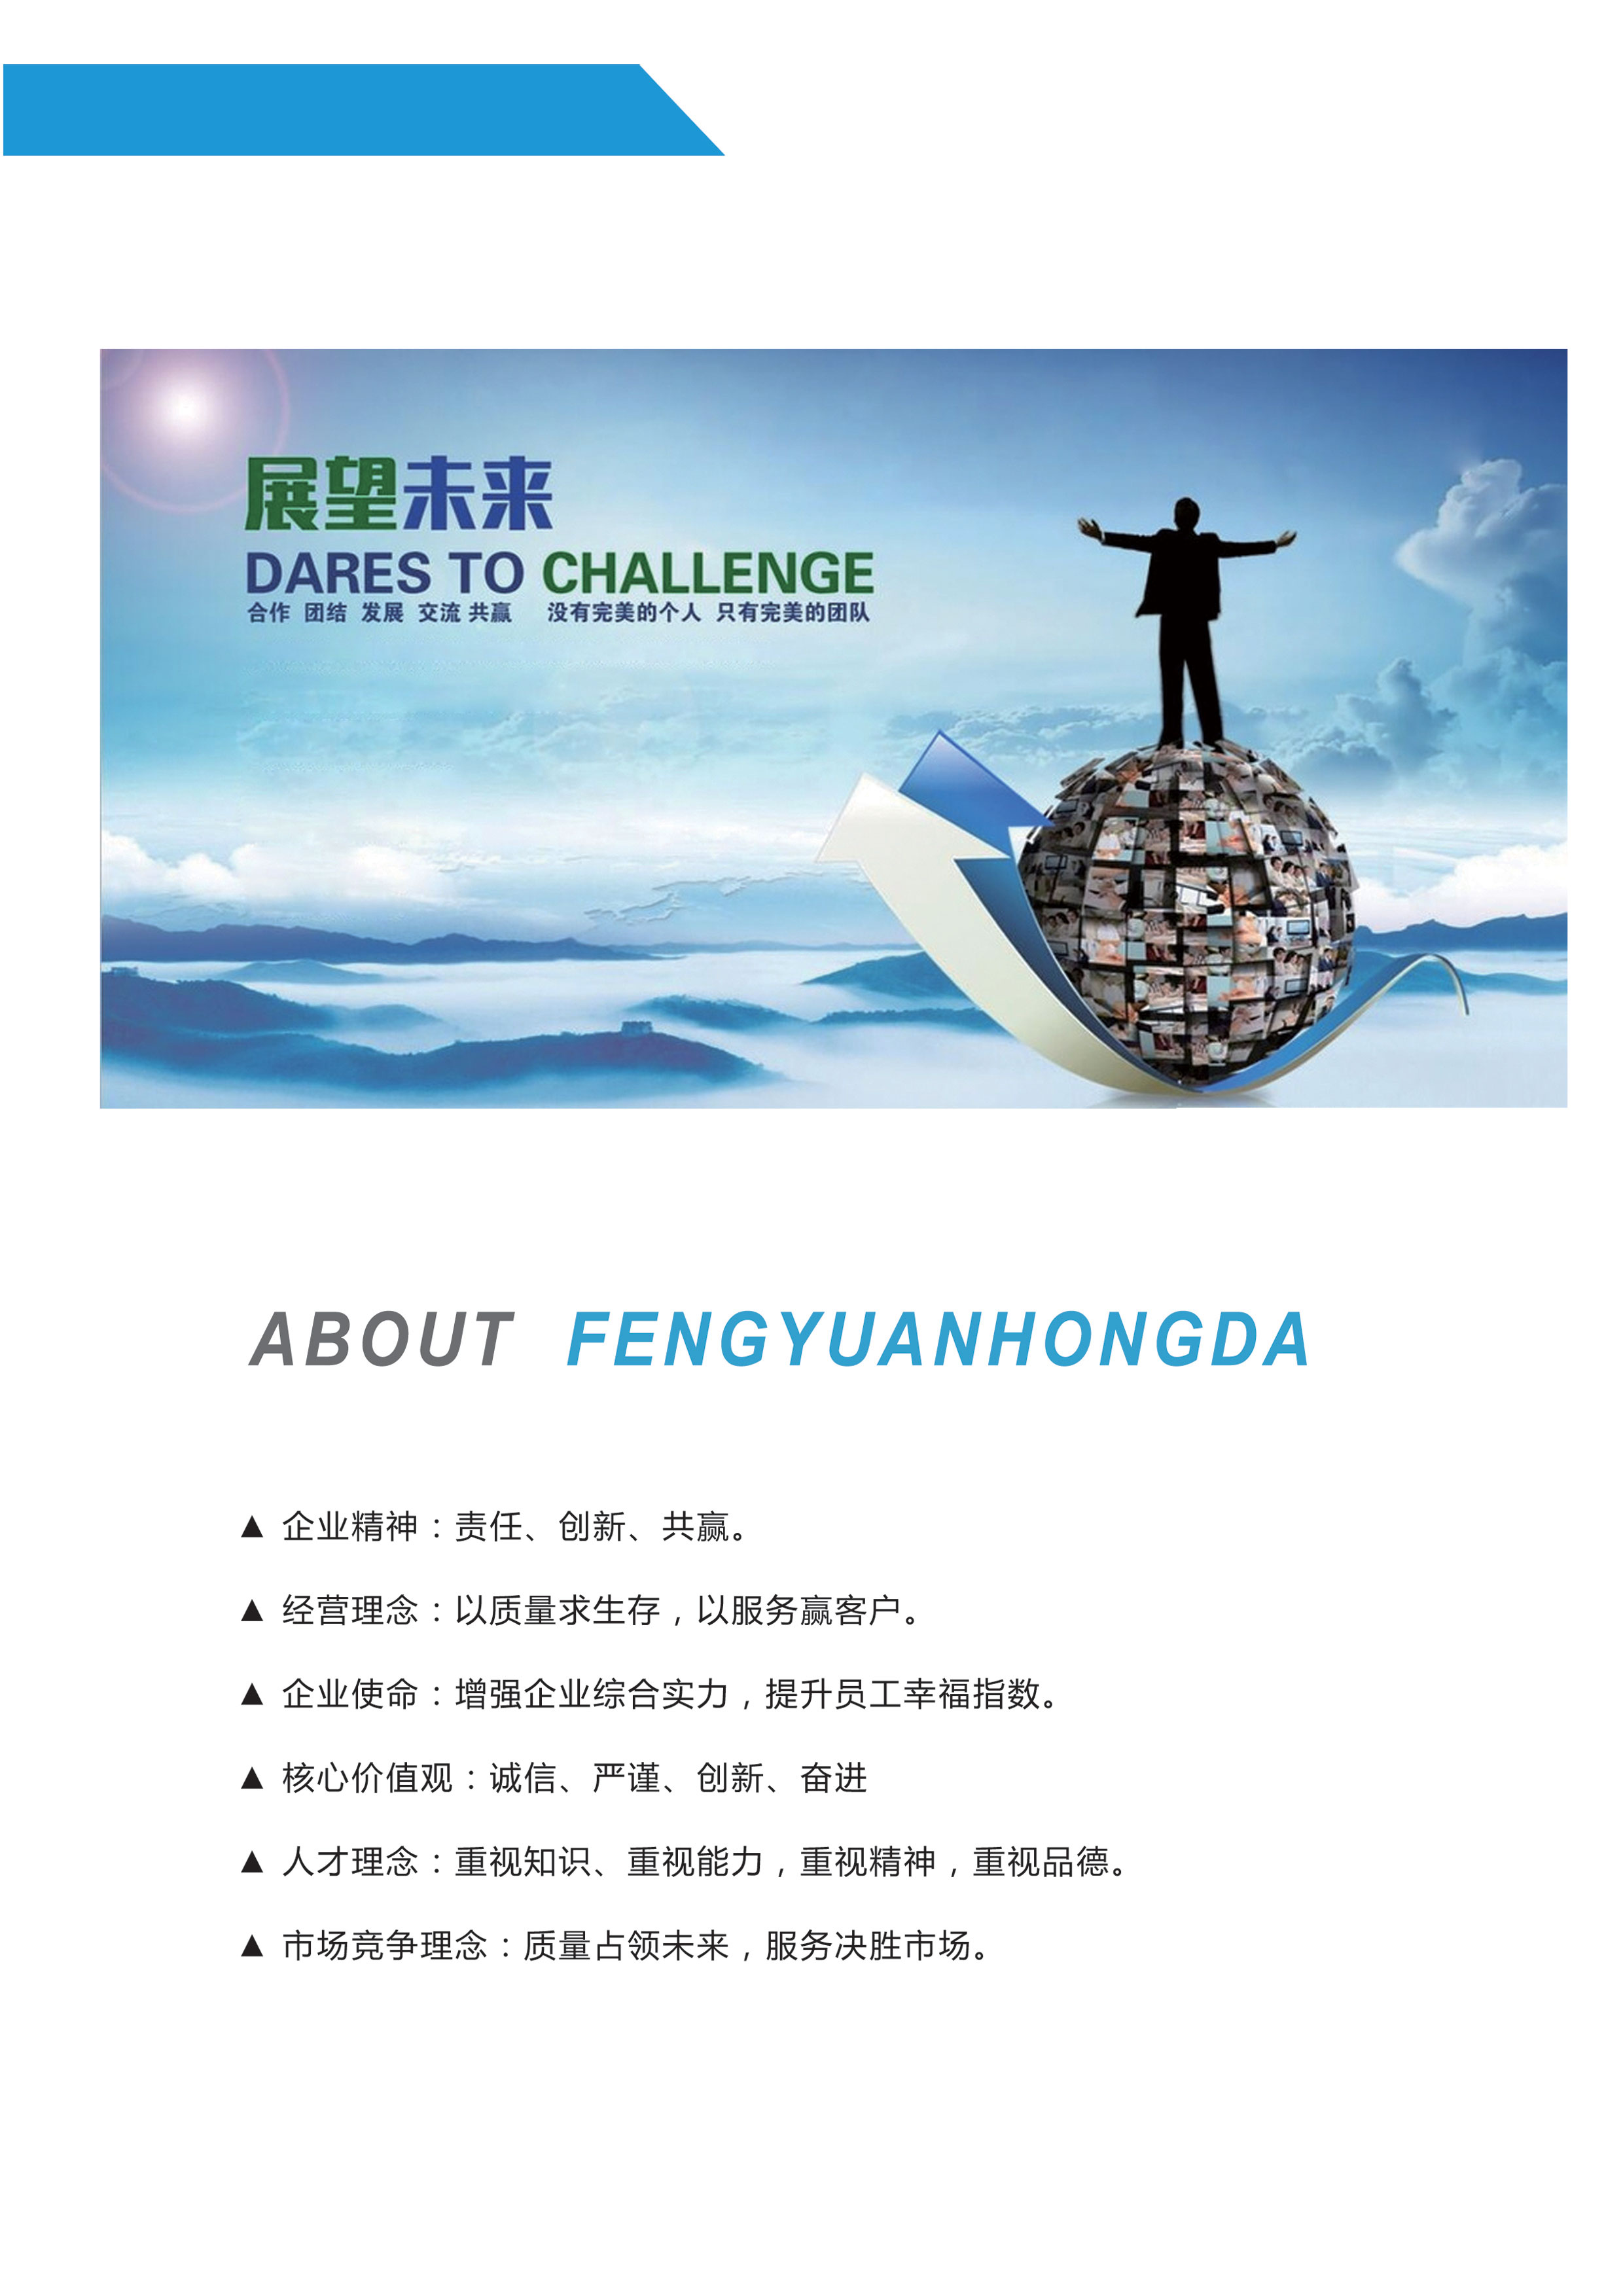 展望未来
DARES TO CHALLENGE
合作 团结 发展 交流 共赢 没有完美的个人 只有完美的团队
ABOUT FENGYUANHONGDA
▲ 企业精神：责任、创新、共赢。
▲ 经营理念：以质量求生存，以服务赢客户。
▲ 企业使命：增强企业综合实力，提升员工幸福指数。
▲ 核心价值观：诚信、严谨、创新、奋进
▲ 人才理念：重视知识、重视能力，重视精神，重视品德。
▲ 市场竞争理念：质量占领未来，服务决胜市场。